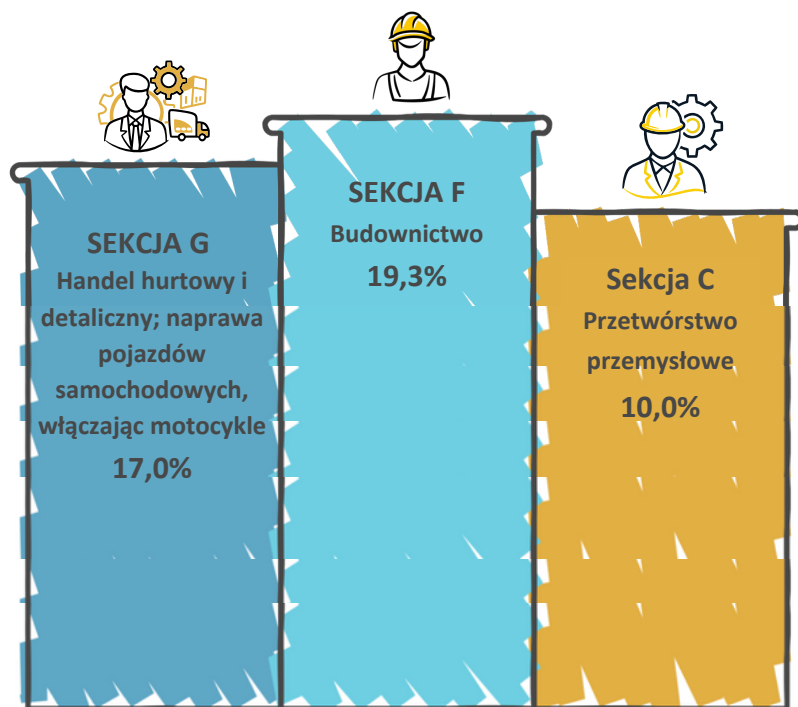 SEKCJA G
Handel hurtowy i
detaliczny; naprawa
pojazdów
samochodowych,
włączając motocykle
17,0%
SEKCJA F
Budownictwo
19,3%
Sekcja C
Przetwórstwo
przemysłowe
10,0%